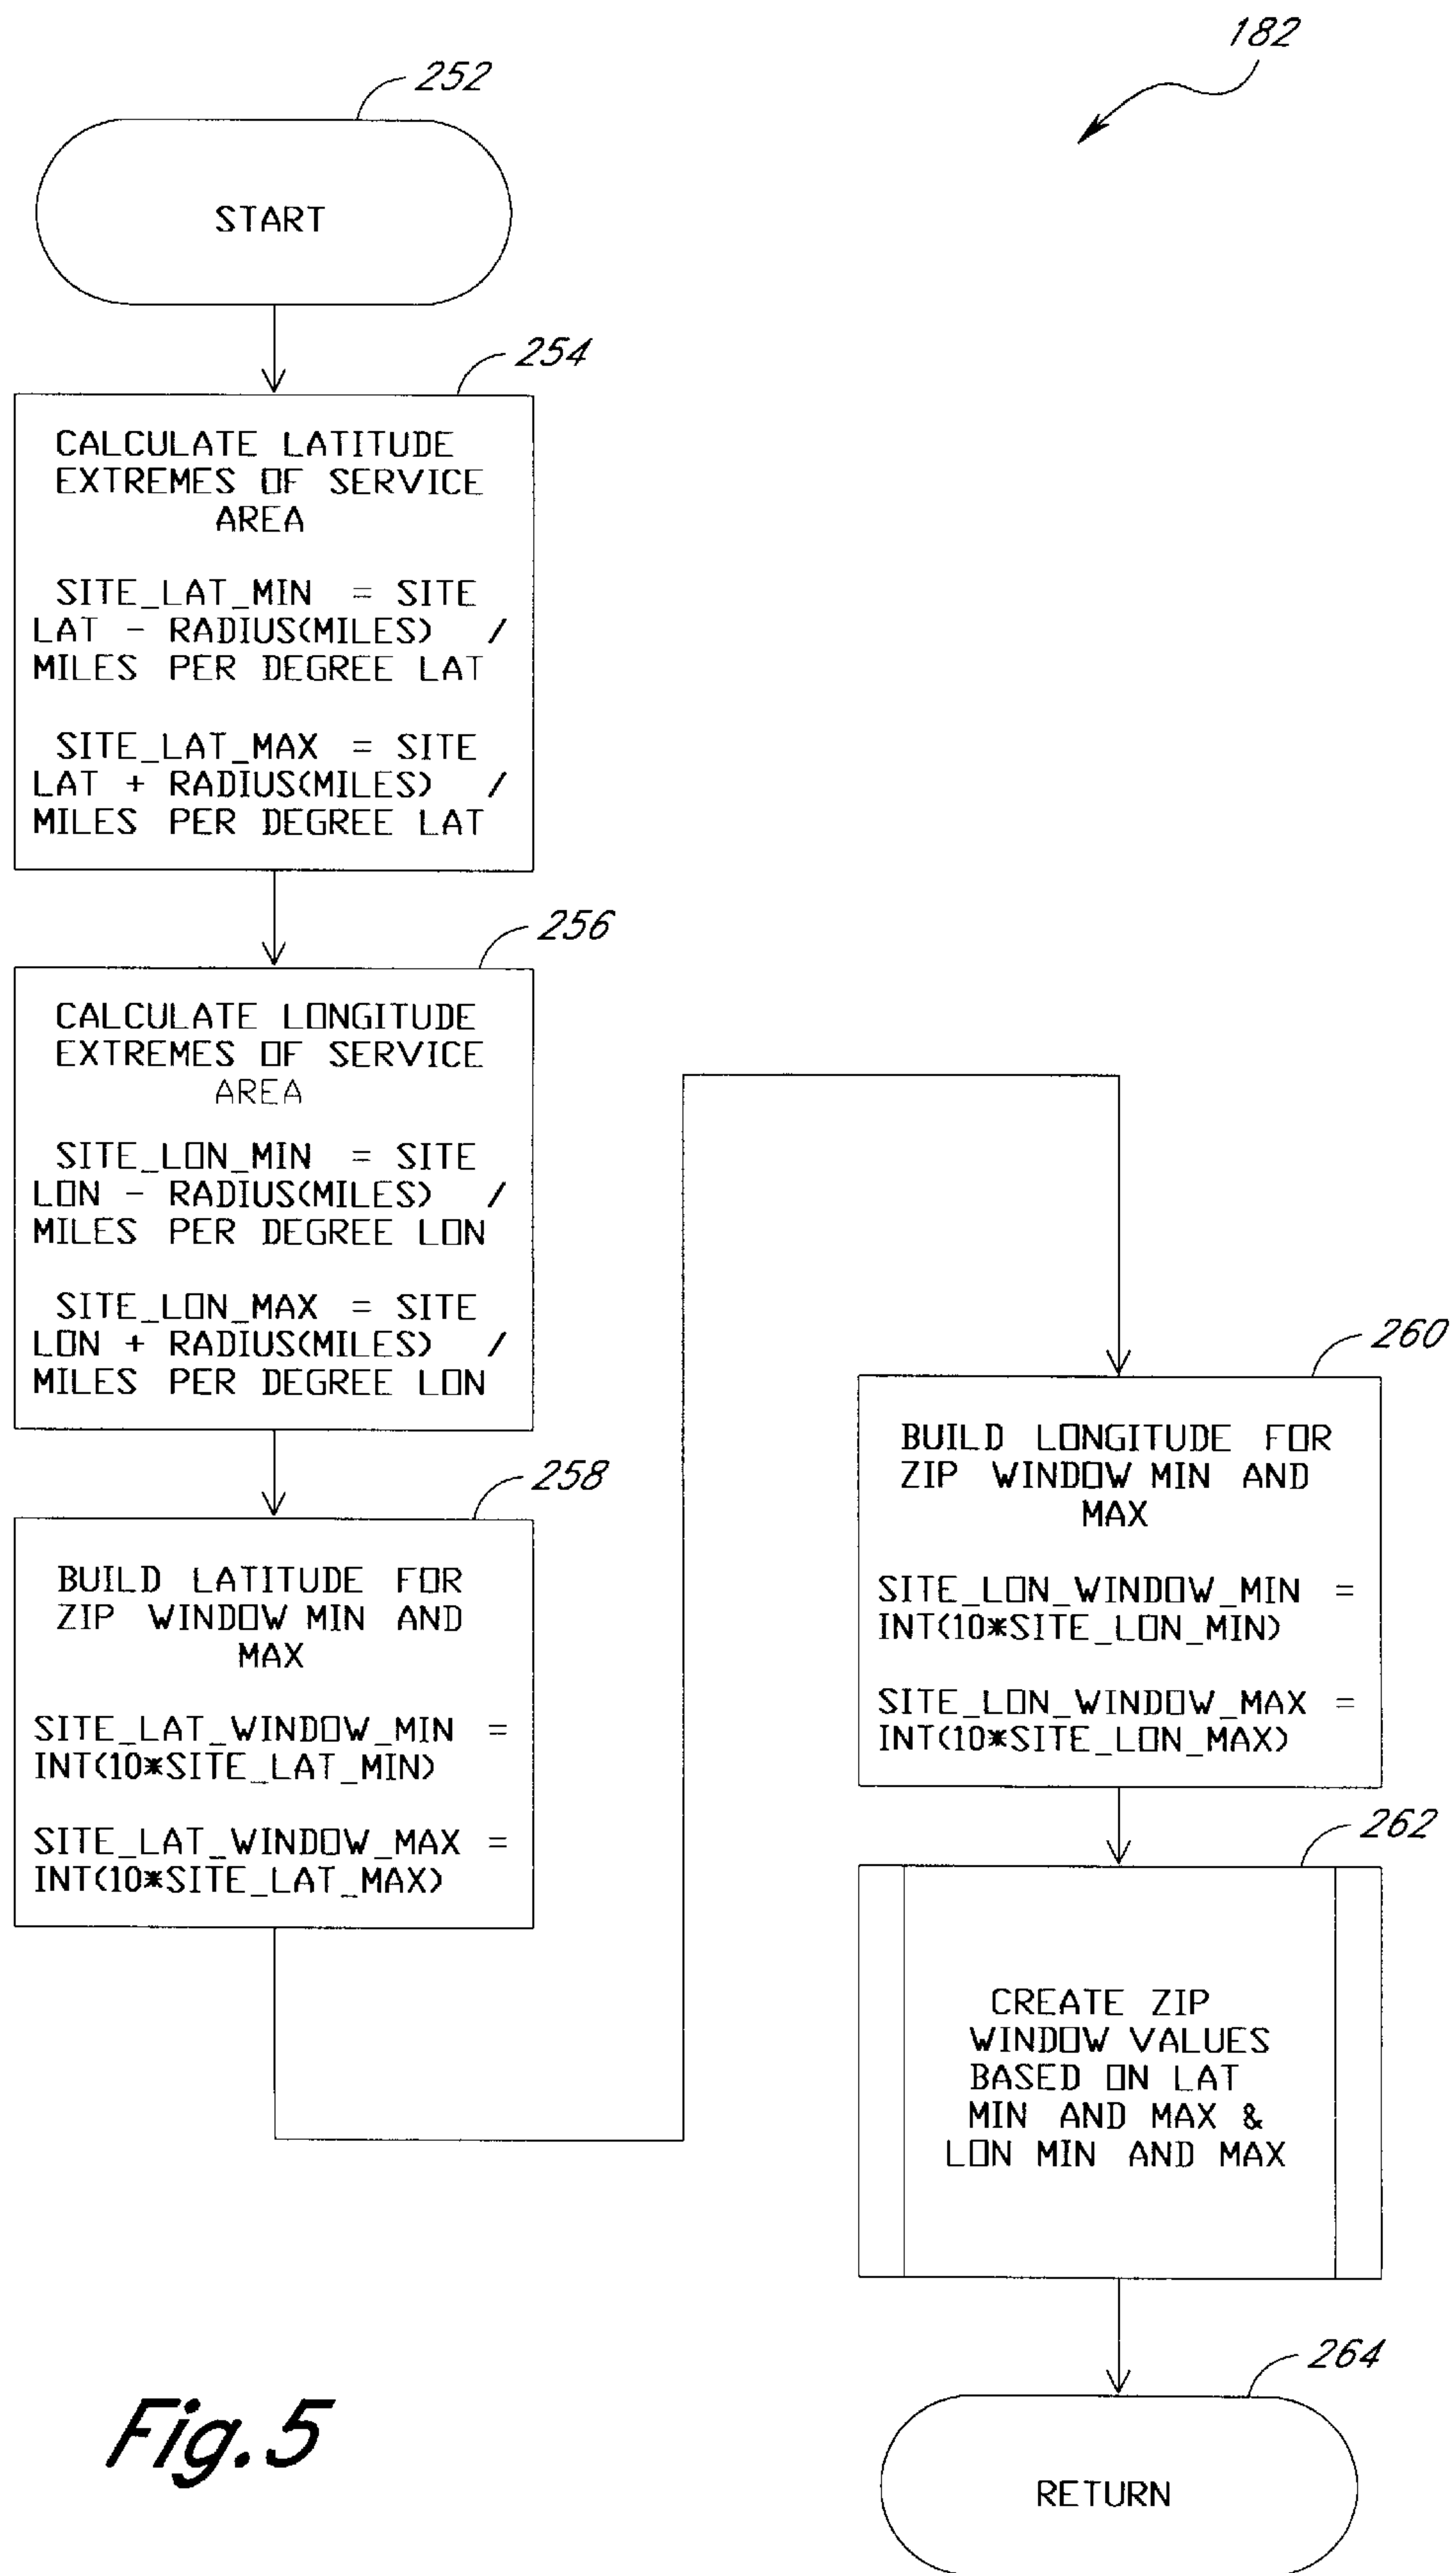 182
252
START
254
CALCULATE LATITUDE
EXTREMES OF SERVICE
AREA
SITE_LAT_MIN = SITE
LAT - RADIUS(MILES) /
MILES PER DEGREE LAT
SITE_LAT_MAX = SITE
LAT + RADIUS(MILES) /
MILES PER DEGREE LAT
256
CALCULATE LONGITUDE
EXTREMES OF SERVICE
AREA
SITE_LON_MIN = SITE
LON - RADIUS(MILES) /
MILES PER DEGREE LON
SITE_LON_MAX = SITE
LON + RADIUS(MILES) /
MILES PER DEGREE LON
258
BUILD LATITUDE FOR
ZIP WINDOW MIN AND
MAX
SITE_LAT_WINDOW_MIN =
INT(10*SITE_LAT_MIN)
SITE_LAT_WINDOW_MAX =
INT(10*SITE_LAT_MAX)
260
BUILD LONGITUDE FOR
ZIP WINDOW MIN AND
MAX
SITE_LON_WINDOW_MIN =
INT(10*SITE_LON_MIN)
SITE_LON_WINDOW_MAX =
INT(10*SITE_LON_MAX)
262
CREATE ZIP
WINDOW VALUES
BASED ON LAT
MIN AND MAX &
LON MIN AND MAX
264
RETURN
Fig.5